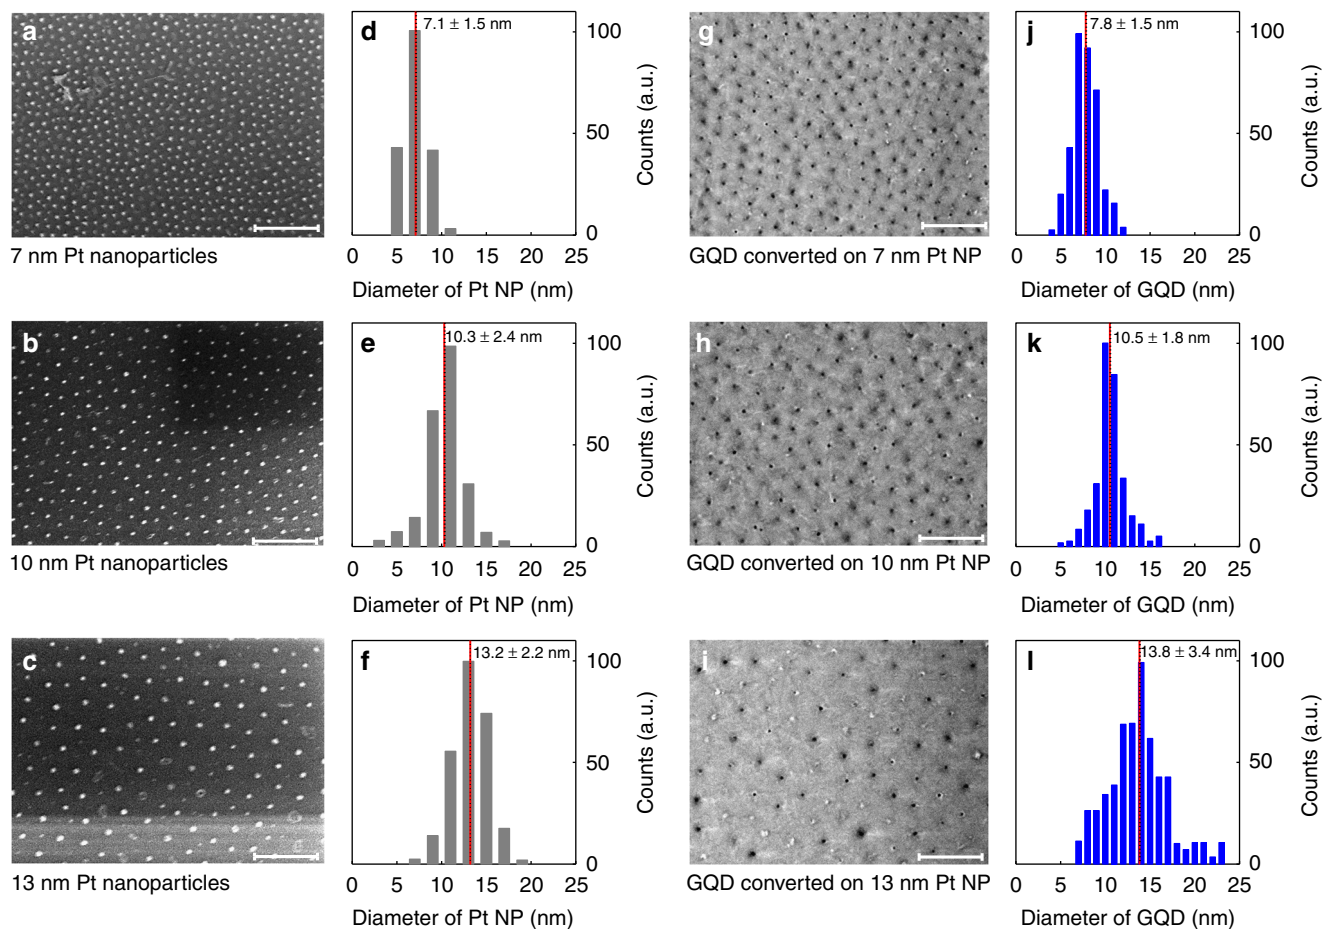 a
7 nm Pt nanoparticles
d
7.1 ± 1.5 nm
100
50
0
Counts (a.u.)
0 5 10 15 20 25
Diameter of Pt NP (nm)
g
GQD converted on 7 nm Pt NP
j
7.8 ± 1.5 nm
100
50
0
Counts (a.u.)
0 5 10 15 20 25
Diameter of GQD (nm)
b
10 nm Pt nanoparticles
e
10.3 ± 2.4 nm
100
50
0
Counts (a.u.)
0 5 10 15 20 25
Diameter of Pt NP (nm)
h
GQD converted on 10 nm Pt NP
k
10.5 ± 1.8 nm
100
50
0
Counts (a.u.)
0 5 10 15 20 25
Diameter of GQD (nm)
c
13 nm Pt nanoparticles
f
13.2 ± 2.2 nm
100
50
0
Counts (a.u.)
0 5 10 15 20 25
Diameter of Pt NP (nm)
i
GQD converted on 13 nm Pt NP
l
13.8 ± 3.4 nm
100
50
0
Counts (a.u.)
0 5 10 15 20 25
Diameter of GQD (nm)